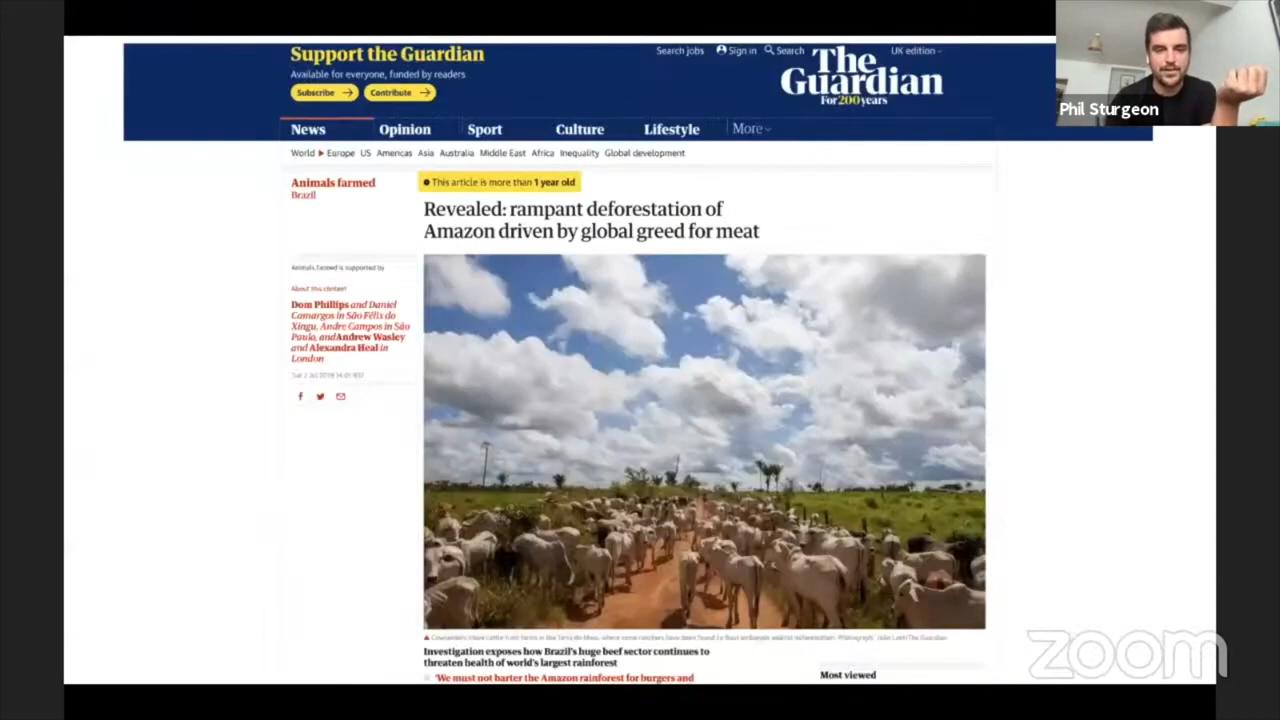 Support the Guardian
Available for everyone, funded by readers
Subscribe →
Contribute →
Search jobs
Sign in
Search
UK edition
The
Guardian
For 200 years
Phil Sturgeon
News
Opinion
Sport
Culture
Lifestyle
More
World
Europe
US
Americas
Asia
Australia
Middle East
Africa
Inequality
Global development
Animals farmed
Brazil
This article is more than 1 year old
Revealed: rampant deforestation of
Amazon driven by global greed for meat
Animals farmed is supported by
About this content
Dom Phillips and Daniel
Camargos in São Félix do
Xingu, Andre Campos in São
Paulo, and Andrew Wasley
and Alexandra Heal in
London
Investigation exposes how Brazil's huge beef sector continues to
threaten health of world's largest rainforest
'We must not barter the Amazon rainforest for burgers and
Most viewed
zoom